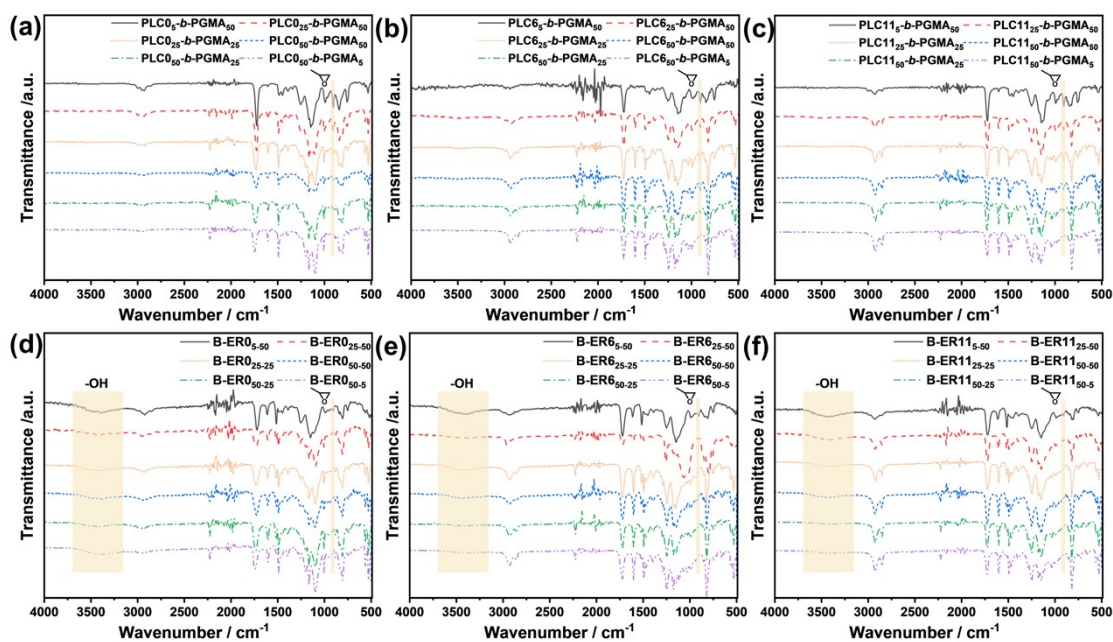 (a)
PLC0₅-b-PGMA₅₀ PLC0₂₅-b-PGMA₅₀
PLC0₂₅-b-PGMA₂₅ PLC0₅₀-b-PGMA₅₀
PLC0₅₀-b-PGMA₂₅ PLC0₅₀-b-PGMA₅
Transmittance /a.u.
4000 3500 3000 2500 2000 1500 1000 500
Wavenumber / cm⁻¹
(b)
PLC6₅-b-PGMA₅₀ PLC6₂₅-b-PGMA₅₀
PLC6₂₅-b-PGMA₂₅ PLC6₅₀-b-PGMA₅₀
PLC6₅₀-b-PGMA₂₅ PLC6₅₀-b-PGMA₅
Transmittance /a.u.
4000 3500 3000 2500 2000 1500 1000 500
Wavenumber / cm⁻¹
(c)
PLC11₅-b-PGMA₅₀ PLC11₂₅-b-PGMA₅₀
PLC11₂₅-b-PGMA₂₅ PLC11₅₀-b-PGMA₅₀
PLC11₅₀-b-PGMA₂₅ PLC11₅₀-b-PGMA₅
Transmittance /a.u.
4000 3500 3000 2500 2000 1500 1000 500
Wavenumber / cm⁻¹
(d)
B-ER0₅₋₅₀ B-ER0₂₅₋₅₀
B-ER0₂₅₋₂₅ B-ER0₅₀₋₅₀
B-ER0₅₀₋₂₅ B-ER0₅₀₋₅
-OH
O
Transmittance /a.u.
4000 3500 3000 2500 2000 1500 1000 500
Wavenumber / cm⁻¹
(e)
B-ER6₅₋₅₀ B-ER6₂₅₋₅₀
B-ER6₂₅₋₂₅ B-ER6₅₀₋₅₀
B-ER6₅₀₋₂₅ B-ER6₅₀₋₅
-OH
O
Transmittance /a.u.
4000 3500 3000 2500 2000 1500 1000 500
Wavenumber / cm⁻¹
(f)
B-ER11₅₋₅₀ B-ER11₂₅₋₅₀
B-ER11₂₅₋₂₅ B-ER11₅₀₋₅₀
B-ER11₅₀₋₂₅ B-ER11₅₀₋₅
-OH
O
Transmittance /a.u.
4000 3500 3000 2500 2000 1500 1000 500
Wavenumber / cm⁻¹